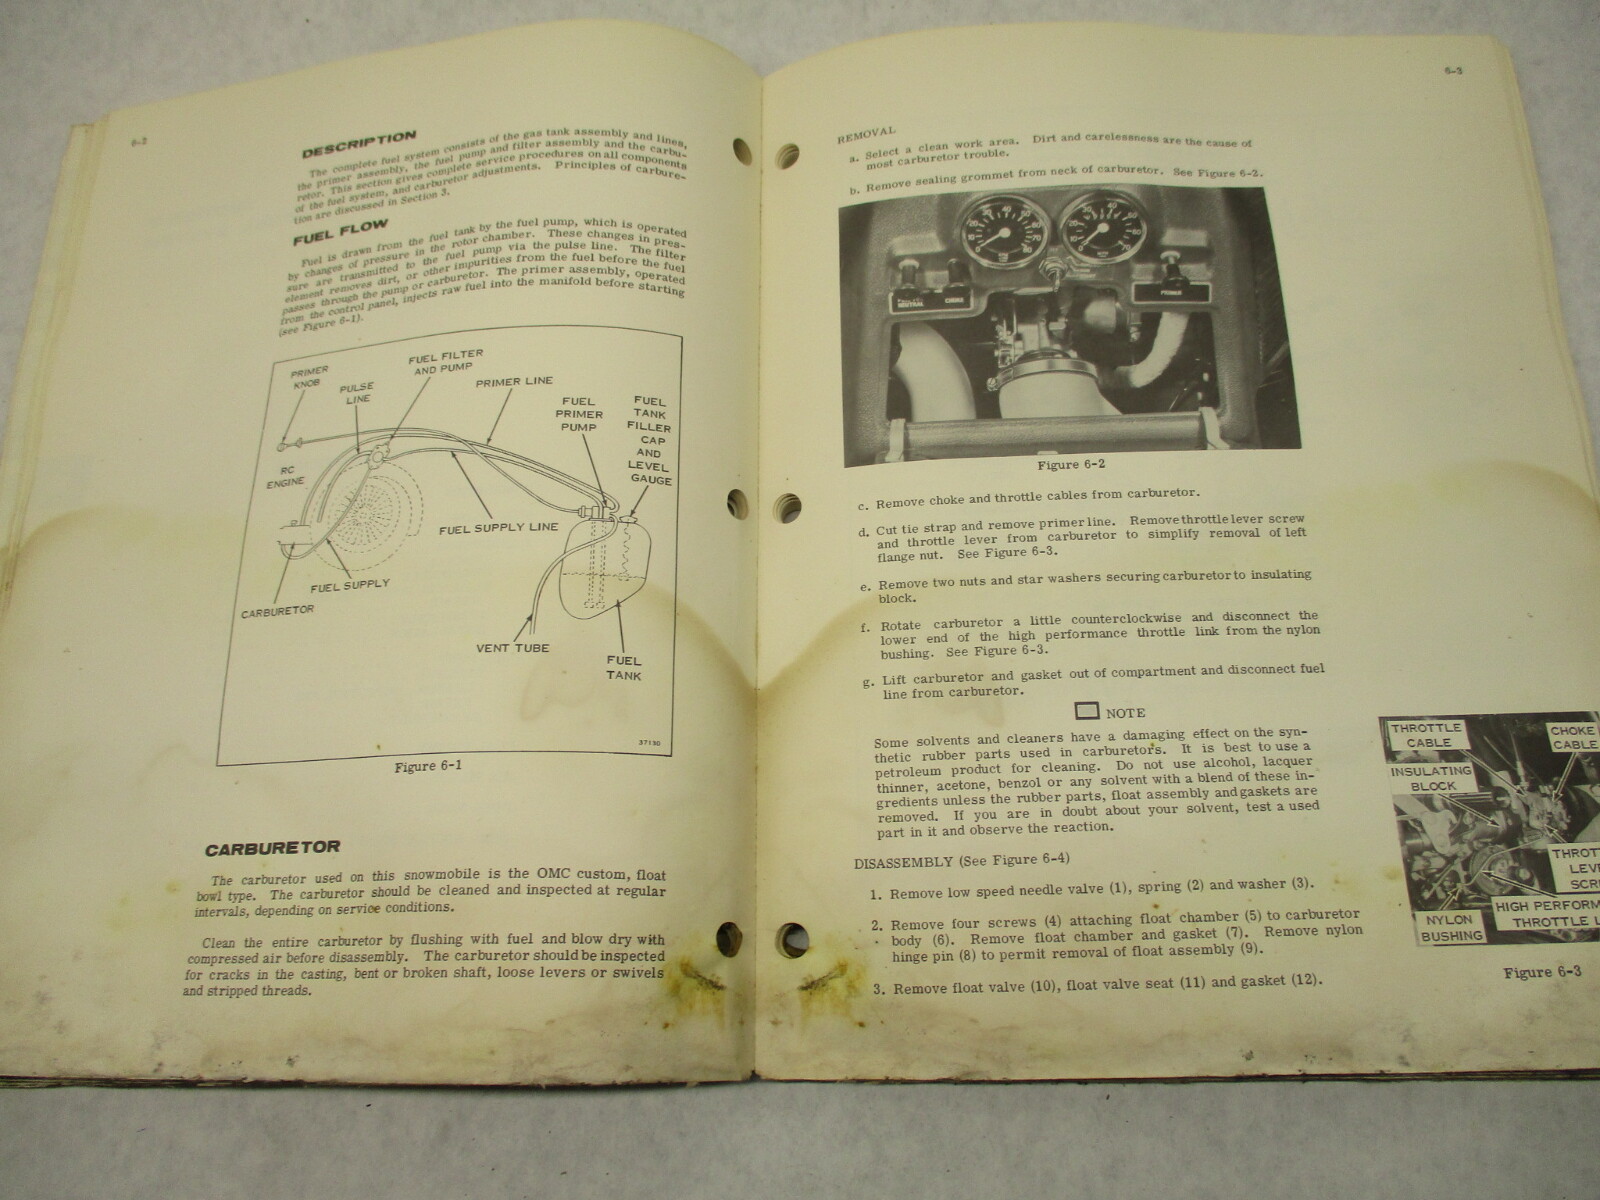 6-2
DESCRIPTION
The complete fuel system consists of the gas tank assembly and lines,
the primer assembly, the fuel pump and filter assembly and the carbu-
retor. This section gives complete service procedures on all components
of the fuel system, and carburetor adjustments. Principles of carbure-
tion are discussed in Section 3.
FUEL FLOW
Fuel is drawn from the fuel tank by the fuel pump, which is operated
by changes of pressure in the rotor chamber. These changes in pres-
sure are transmitted to the fuel pump via the pulse line. The filter
element removes dirt, or other impurities from the fuel before the fuel
passes through the pump or carburetor. The primer assembly, operated
from the control panel, injects raw fuel into the manifold before starting
(see Figure 6-1).
PRIMER
KNOB
PULSE
LINE
FUEL FILTER
AND PUMP
PRIMER LINE
FUEL
PRIMER
PUMP
FUEL
TANK
FILLER
CAP
AND
LEVEL
GAUGE
RC
ENGINE
FUEL SUPPLY LINE
FUEL SUPPLY
CARBURETOR
VENT TUBE
FUEL
TANK
37130
Figure 6-1
CARBURETOR
The carburetor used on this snowmobile is the OMC custom, float
bowl type. The carburetor should be cleaned and inspected at regular
intervals, depending on service conditions.
Clean the entire carburetor by flushing with fuel and blow dry with
compressed air before disassembly. The carburetor should be inspected
for cracks in the casting, bent or broken shaft, loose levers or swivels
and stripped threads.
6-3
REMOVAL
a. Select a clean work area. Dirt and carelessness are the cause of
most carburetor trouble.
b. Remove sealing grommet from neck of carburetor. See Figure 6-2.
NEUTRAL
CHOKE
PRIMER
Figure 6-2
c. Remove choke and throttle cables from carburetor.
d. Cut tie strap and remove primer line. Remove throttle lever screw
and throttle lever from carburetor to simplify removal of left
flange nut. See Figure 6-3.
e. Remove two nuts and star washers securing carburetor to insulating
block.
f. Rotate carburetor a little counterclockwise and disconnect the
lower end of the high performance throttle link from the nylon
bushing. See Figure 6-3.
g. Lift carburetor and gasket out of compartment and disconnect fuel
line from carburetor.
NOTE
Some solvents and cleaners have a damaging effect on the syn-
thetic rubber parts used in carburetors. It is best to use a
petroleum product for cleaning. Do not use alcohol, lacquer
thinner, acetone, benzol or any solvent with a blend of these in-
gredients unless the rubber parts, float assembly and gaskets are
removed. If you are in doubt about your solvent, test a used
part in it and observe the reaction.
DISASSEMBLY (See Figure 6-4)
1. Remove low speed needle valve (1), spring (2) and washer (3).
2. Remove four screws (4) attaching float chamber (5) to carburetor
body (6). Remove float chamber and gasket (7). Remove nylon
hinge pin (8) to permit removal of float assembly (9).
3. Remove float valve (10), float valve seat (11) and gasket (12).
THROTTLE
CABLE
CHOKE
CABLE
INSULATING
BLOCK
THROT
LEV
SCR
HIGH PERFORM
THROTTLE L
NYLON
BUSHING
Figure 6-3